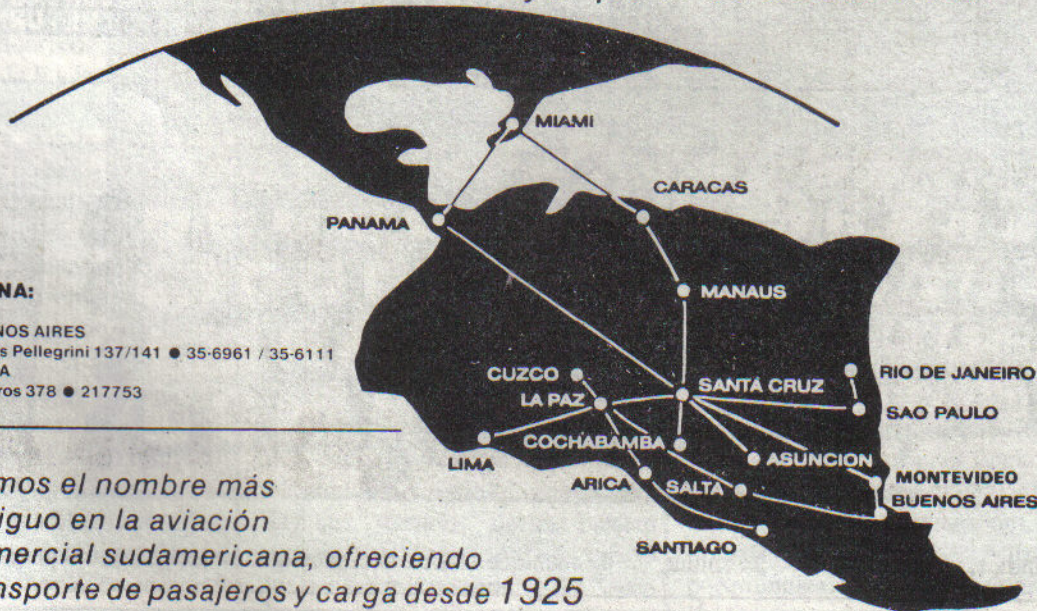 MIAMI
CARACAS
PANAMA
MANAUS
NA:
NOS AIRES
s Pellegrini 137/141 ● 35-6961 / 35-6111
A
ros 378 ● 217753
CUZCO
LA PAZ
SANTA CRUZ
RIO DE JANEIRO
SAO PAULO
COCHABAMBA
LIMA
ASUNCION
ARICA
SALTA
MONTEVIDEO
BUENOS AIRES
SANTIAGO
mos el nombre más
iguo en la aviación
mercial sudamericana, ofreciendo
nsporte de pasajeros y carga desde 1925